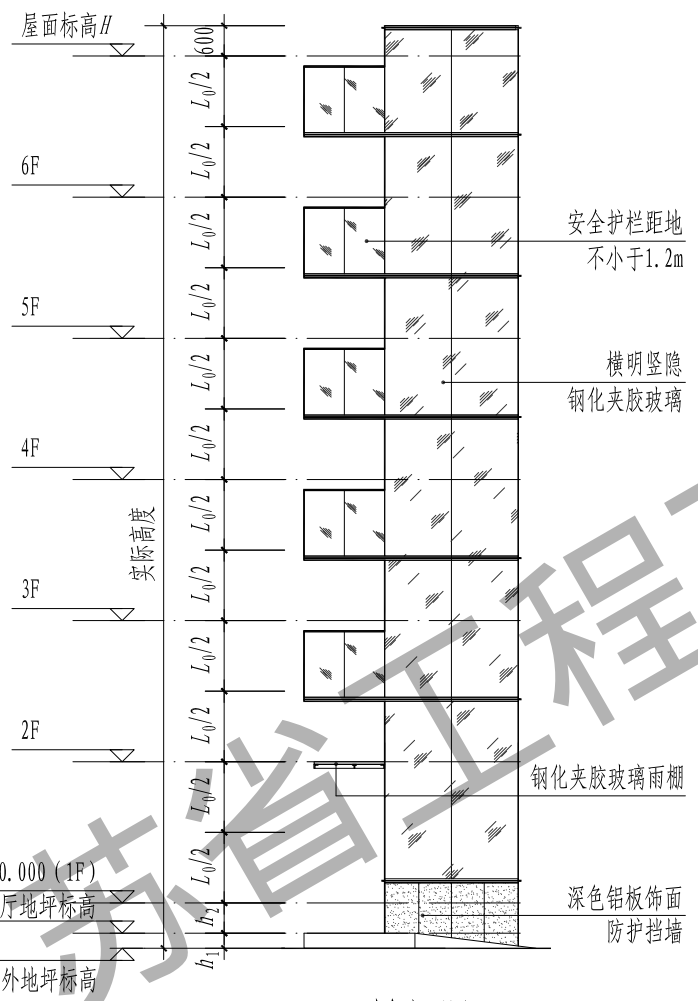 屋面标高H
600
L₀/2
L₀/2
6F
L₀/2
安全护栏距地
不小于1.2m
L₀/2
5F
L₀/2
横明竖隐
钢化夹胶玻璃
L₀/2
4F
L₀/2
实际高度
L₀/2
3F
L₀/2
L₀/2
2F
L₀/2
钢化夹胶玻璃雨棚
L₀/2
0.000(1F)
厅地坪标高
h₂
深色铝板饰面
防护挡墙
h₁
外地坪标高
苏省工程